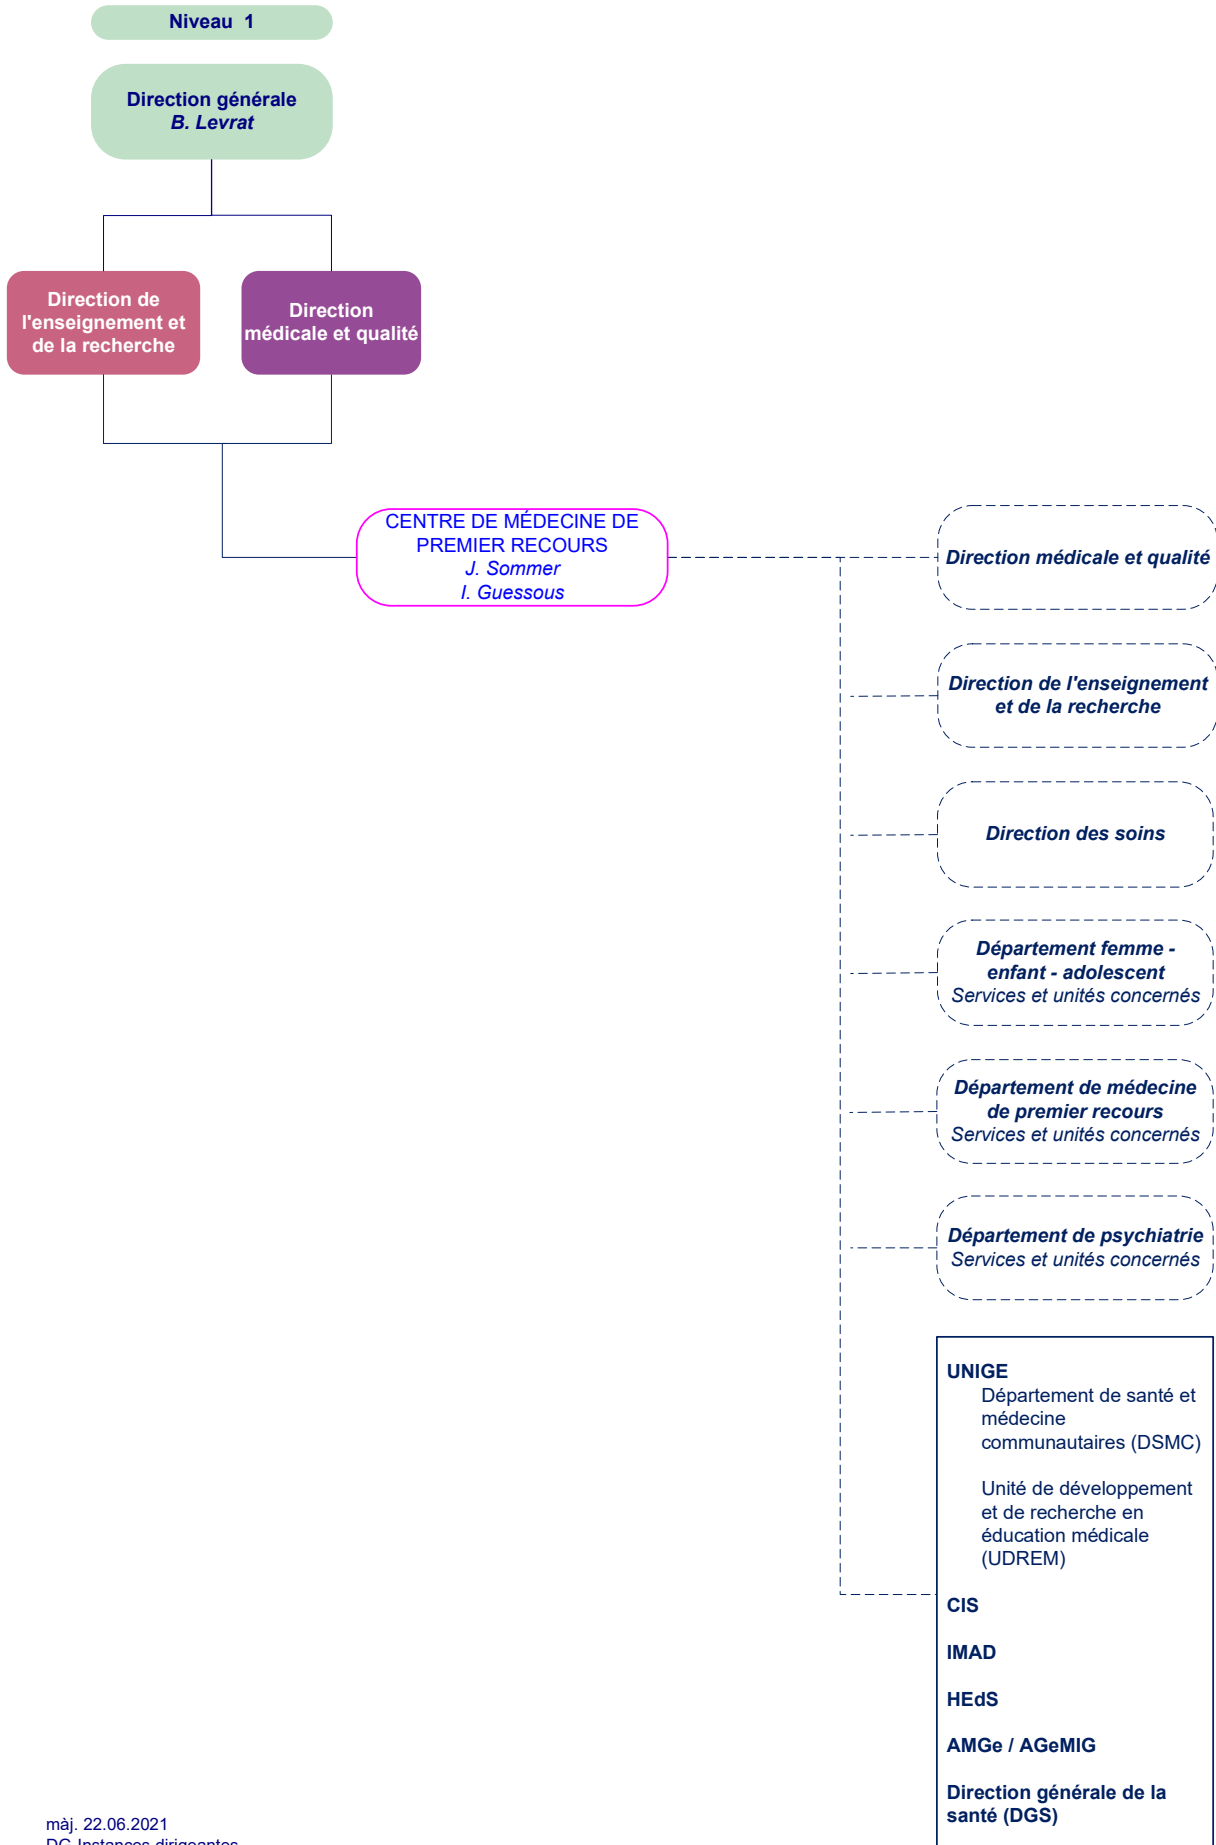 Niveau 1
Direction générale
B. Levrat
Direction de
l'enseignement et
de la recherche
Direction
médicale et qualité
CENTRE DE MÉDECINE DE
PREMIER RECOURS
J. Sommer
I. Guessous
Direction médicale et qualité
Direction de l'enseignement
et de la recherche
Direction des soins
Département femme -
enfant - adolescent
Services et unités concernés
Département de médecine
de premier recours
Services et unités concernés
Département de psychiatrie
Services et unités concernés
UNIGE
Département de santé et
médecine
communautaires (DSMC)
Unité de développement
et de recherche en
éducation médicale
(UDREM)
CIS
IMAD
HEdS
AMGe / AGeMIG
Direction générale de la
santé (DGS)
màj. 22.06.2021
DG-Instances dirigeantes